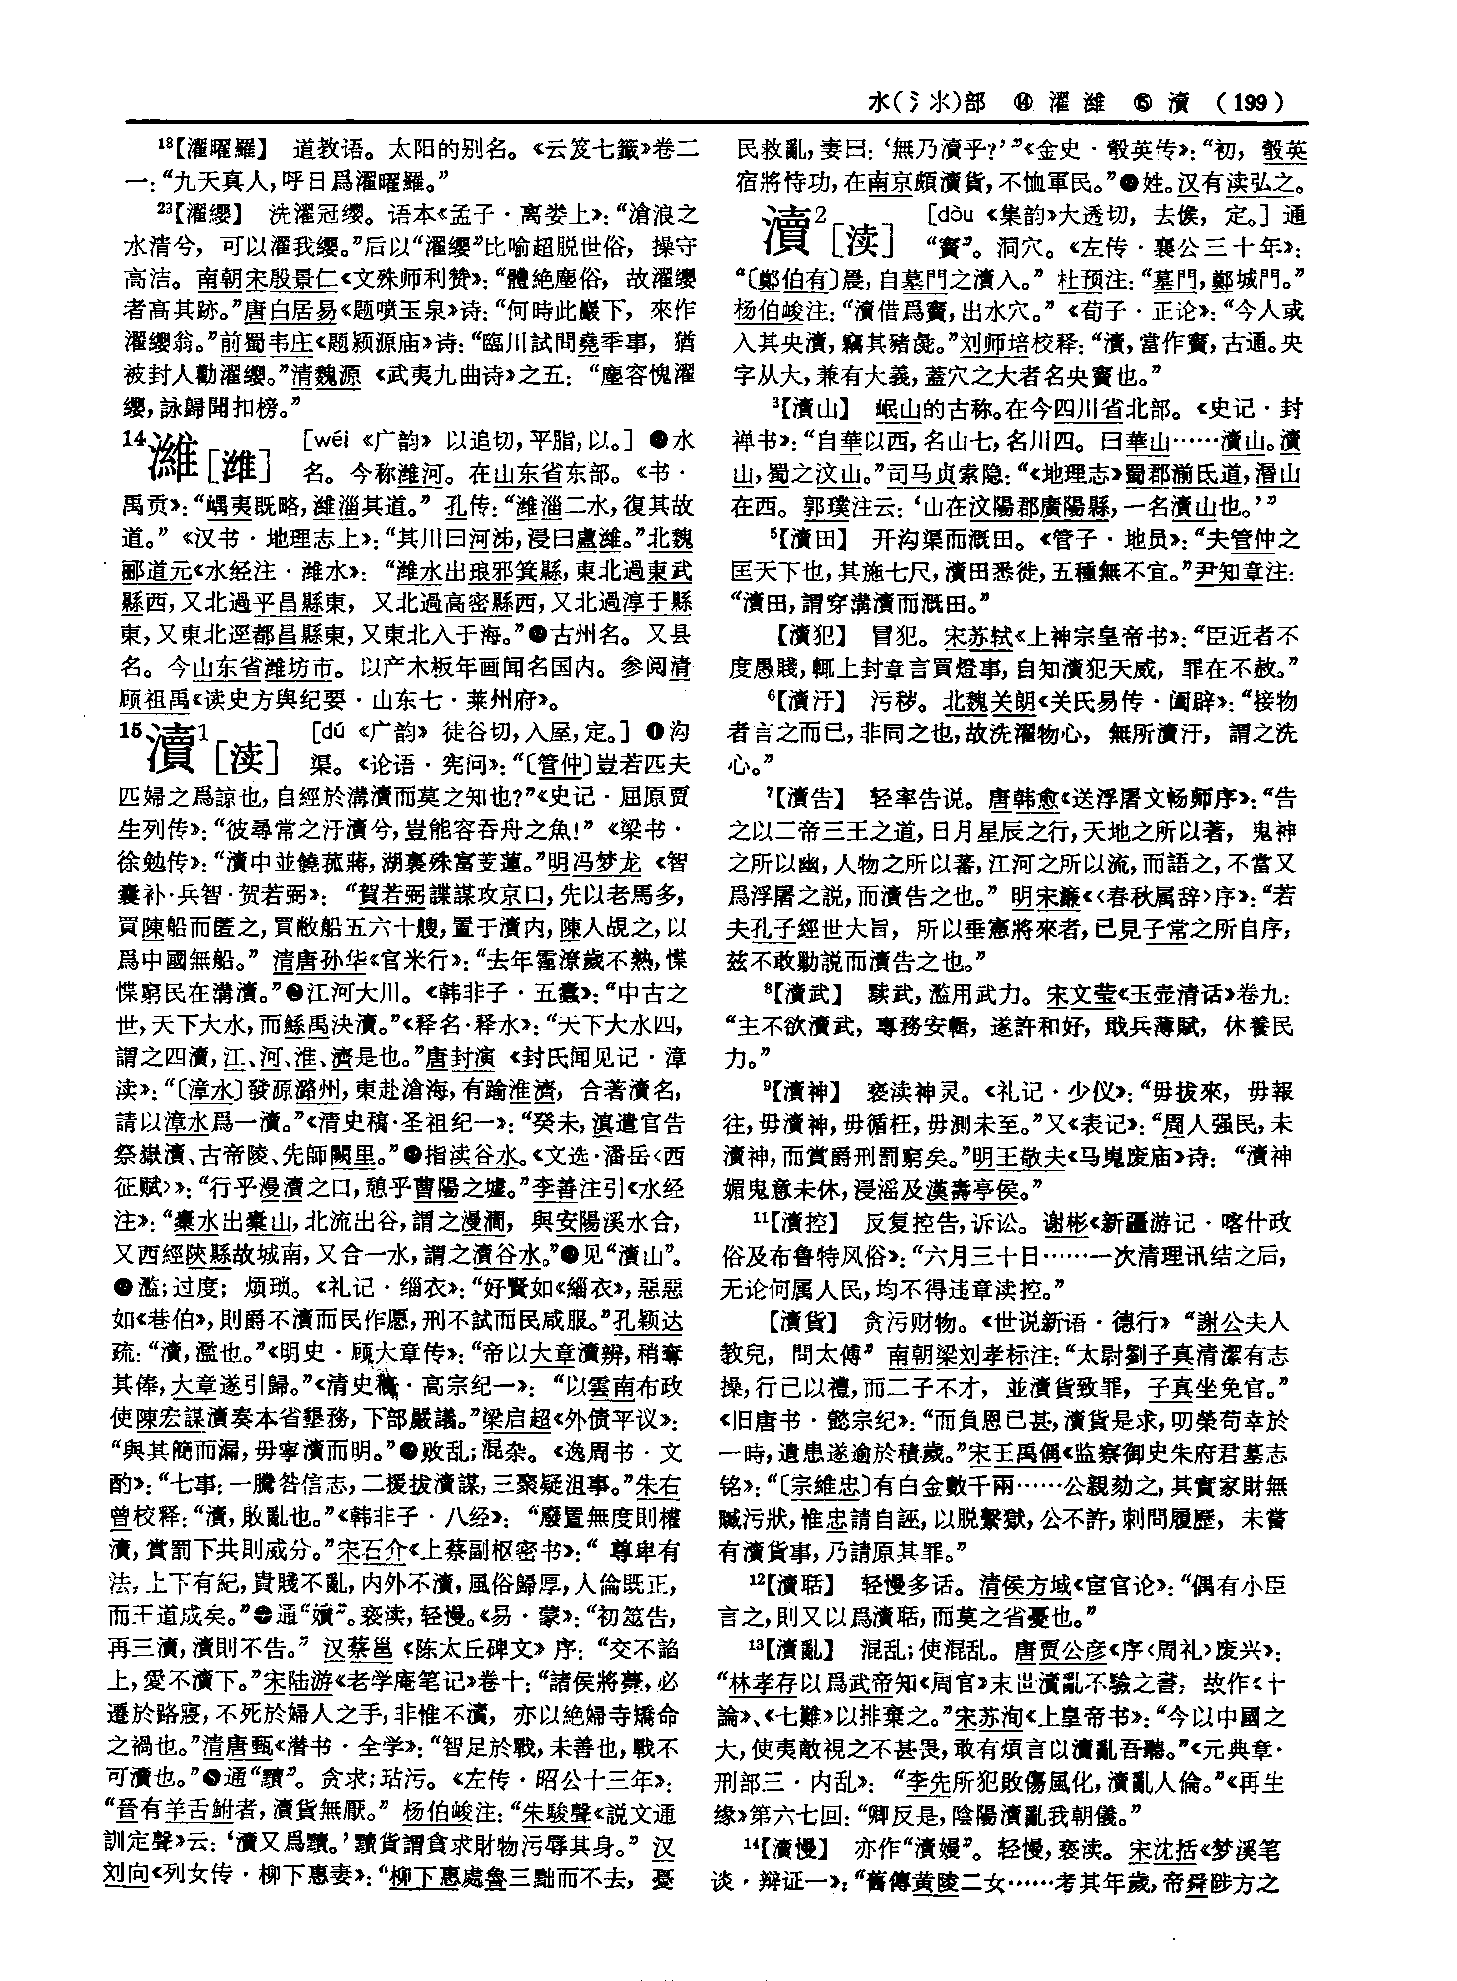 水(氵氺)部 ⑭ 濯 濰 ⑮ 瀆 (199)
¹⁸【濯曜羅】 道教语。太阳的别名。《云笈七籤》卷二
一：“九天真人，呼日爲濯曜羅。”
²³【濯缨】 洗濯冠缨。语本《孟子·离娄上》：“滄浪之
水清兮，可以濯我缨。”后以“濯缨”比喻超脱世俗，操守
高洁。南朝宋殷景仁《文殊师利赞》：“體絶塵俗，故濯缨
者高其跡。”唐白居易《题喷玉泉》诗：“何時此巖下，來作
濯缨翁。”前蜀韦庄《题颍源庙》诗：“臨川試問堯季事，猶
被封人勸濯缨。”清魏源《武夷九曲诗》之五：“塵容愧濯
缨，詠歸閒扣榜。”
14濰［潍］ [wéi 《广韵》以追切，平脂，以。] ❶水
名。今称潍河。在山东省东部。《书·
禹贡》：“嵎夷既略，濰淄其道。”孔传：“濰淄二水，復其故
道。”《汉书·地理志上》：“其川曰河泲，浸曰盧濰。”北魏
郦道元《水经注·潍水》：“濰水出琅邪箕縣，東北過東武
縣西，又北過平昌縣東，又北過高密縣西，又北過淳于縣
東，又東北逕都昌縣東，又東北入于海。”❷古州名。又县
名。今山东省潍坊市。以产木板年画闻名国内。参阅清
顾祖禹《读史方舆纪要·山东七·莱州府》。
15瀆¹［渎］ [dú 《广韵》徒谷切，入屋，定。] ❶沟
渠。《论语·宪问》：“〔管仲〕豈若匹夫
匹婦之爲諒也，自經於溝瀆而莫之知也？”《史记·屈原贾
生列传》：“彼尋常之汙瀆兮，豈能容吞舟之魚！”《梁书·
徐勉传》：“瀆中並饒菰蔣，湖裏殊富芰蓮。”明冯梦龙《智
囊补·兵智·贺若弼》：“賀若弼諜謀攻京口，先以老馬多，
買陳船而匿之，買敝船五六十艘，置于瀆内，陳人覘之，以
爲中國無船。”清唐孙华《官米行》：“去年霪潦歲不熟，惵
惵窮民在溝瀆。”❷江河大川。《韩非子·五蠹》：“中古之
世，天下大水，而鯀禹決瀆。”《释名·释水》：“天下大水四，
謂之四瀆，江、河、淮、濟是也。”唐封演《封氏闻见记·漳
渎》：“〔漳水〕發源潞州，東赴滄海，有踰淮濟，合著瀆名，
請以漳水爲一瀆。”《清史稿·圣祖纪一》：“癸未，滇遣官告
祭嶽瀆、古帝陵、先師闕里。”❸指渎谷水。《文选·潘岳〈西
征赋〉》：“行乎漫瀆之口，憩乎曹陽之墟。”李善注引《水经
注》：“橐水出橐山，北流出谷，謂之漫澗，與安陽溪水合，
又西經陝縣故城南，又合一水，謂之瀆谷水。”❹见“瀆山”。
❺滥；过度；烦琐。《礼记·缁衣》：“好賢如《緇衣》，惡惡
如《巷伯》，則爵不瀆而民作愿，刑不試而民咸服。”孔颖达
疏：“瀆，濫也。”《明史·顾大章传》：“帝以大章瀆辨，稍奪
其俸，大章遂引歸。”《清史稿·高宗纪一》：“以雲南布政
使陳宏謀瀆奏本省墾務，下部嚴議。”梁启超《外债平议》：
“與其簡而漏，毋寧瀆而明。”❻败乱；混杂。《逸周书·文
酌》：“七事：一騰咎信志，二援拔瀆謀，三聚疑沮事。”朱右
曾校释：“瀆，敗亂也。”《韩非子·八经》：“廢置無度則權
瀆，賞罰下共則威分。”宋石介《上蔡副枢密书》：“尊卑有
法，上下有紀，貴賤不亂，内外不瀆，風俗歸厚，人倫既正，
而王道成矣。”❼通“嬻”。亵渎，轻慢。《易·蒙》：“初筮告，
再三瀆，瀆則不告。”汉蔡邕《陈太丘碑文》序：“交不諂
上，愛不瀆下。”宋陆游《老学庵笔记》卷十：“諸侯將薨，必
遷於路寢，不死於婦人之手，非惟不瀆，亦以絶婦寺矯命
之禍也。”清唐甄《潜书·全学》：“智足於戰，未善也，戰不
可瀆也。”❽通“黷”。贪求；玷污。《左传·昭公十三年》：
“晉有羊舌鮒者，瀆貨無厭。”杨伯峻注：“朱駿聲《説文通
訓定聲》云：‘瀆又爲黷。’黷貨謂貪求財物污辱其身。”汉
刘向《列女传·柳下惠妻》：“柳下惠處魯三黜而不去，憂
民救亂，妻曰：‘無乃瀆乎？’”《金史·彀英传》：“初，彀英
宿將恃功，在南京頗瀆貨，不恤軍民。”❾姓。汉有渎弘之。
瀆²［渎］ [dòu 《集韵》大透切，去候，定。] 通
“竇”。洞穴。《左传·襄公三十年》：
“〔鄭伯有〕晨，自墓門之瀆入。”杜预注：“墓門，鄭城門。”
杨伯峻注：“瀆借爲竇，出水穴。”《荀子·正论》：“今人或
入其央瀆，竊其豬彘。”刘师培校释：“瀆，當作竇，古通。央
字从大，兼有大義，蓋穴之大者名央竇也。”
³【瀆山】 岷山的古称。在今四川省北部。《史记·封
禅书》：“自華以西，名山七，名川四。曰華山……瀆山。瀆
山，蜀之汶山。”司马贞索隐：“《地理志》蜀郡湔氐道，㟭山
在西。郭璞注云：‘山在汶陽郡廣陽縣，一名瀆山也。’”
⁵【瀆田】 开沟渠而溉田。《管子·地员》：“夫管仲之
匡天下也，其施七尺，瀆田悉徙，五種無不宜。”尹知章注：
“瀆田，謂穿溝瀆而溉田。”
【瀆犯】 冒犯。宋苏轼《上神宗皇帝书》：“臣近者不
度愚賤，輒上封章言買燈事，自知瀆犯天威，罪在不赦。”
⁶【瀆汙】 污秽。北魏关朗《关氏易传·阖辟》：“接物
者言之而已，非同之也，故洗濯物心，無所瀆汙，謂之洗
心。”
⁷【瀆告】 轻率告说。唐韩愈《送浮屠文畅师序》：“告
之以二帝三王之道，日月星辰之行，天地之所以著，鬼神
之所以幽，人物之所以蕃，江河之所以流，而語之，不當又
爲浮屠之説，而瀆告之也。”明宋濂《〈春秋属辞〉序》：“若
夫孔子經世大旨，所以垂憲將來者，已見子常之所自序，
兹不敢勦説而瀆告之也。”
⁸【瀆武】 黩武，滥用武力。宋文莹《玉壶清话》卷九：
“主不欲瀆武，專務安輯，遂許和好，戢兵薄賦，休養民
力。”
⁹【瀆神】 亵渎神灵。《礼记·少仪》：“毋拔來，毋報
往，毋瀆神，毋循枉，毋測未至。”又《表记》：“周人强民，未
瀆神，而賞爵刑罰窮矣。”明王敬夫《马嵬废庙》诗：“瀆神
媚鬼意未休，浸滛及漢壽亭侯。”
¹¹【瀆控】 反复控告，诉讼。谢彬《新疆游记·喀什政
俗及布鲁特风俗》：“六月三十日……一次清理讯结之后，
无论何属人民，均不得违章渎控。”
【瀆貨】 贪污财物。《世说新语·德行》“謝公夫人
教兒，問太傅”南朝梁刘孝标注：“太尉劉子真清潔有志
操，行己以禮，而二子不才，並瀆貨致罪，子真坐免官。”
《旧唐书·懿宗纪》：“而負恩已甚，瀆貨是求，叨榮苟幸於
一時，遺患遂逾於積歲。”宋王禹偁《监察御史朱府君墓志
铭》：“〔宗維忠〕有白金數千兩……公親劾之，其實家財無
贓污狀，惟忠請自誣，以脱繫獄，公不許，刺問履歷，未嘗
有瀆貨事，乃請原其罪。”
¹²【瀆聒】 轻慢多话。清侯方域《宦官论》：“偶有小臣
言之，則又以爲瀆聒，而莫之省憂也。”
¹³【瀆亂】 混乱；使混乱。唐贾公彦《序〈周礼〉废兴》：
“林孝存以爲武帝知《周官》末世瀆亂不驗之書，故作《十
論》、《七難》以排棄之。”宋苏洵《上皇帝书》：“今以中國之
大，使夷敵視之不甚畏，敢有煩言以瀆亂吾聽。”《元典章·
刑部三·内乱》：“李先所犯敗傷風化，瀆亂人倫。”《再生
缘》第六七回：“卿反是，陰陽瀆亂我朝儀。”
¹⁴【瀆慢】 亦作“瀆嫚”。轻慢，亵渎。宋沈括《梦溪笔
谈·辩证一》：“舊傳黄陵二女……考其年歲，帝舜陟方之